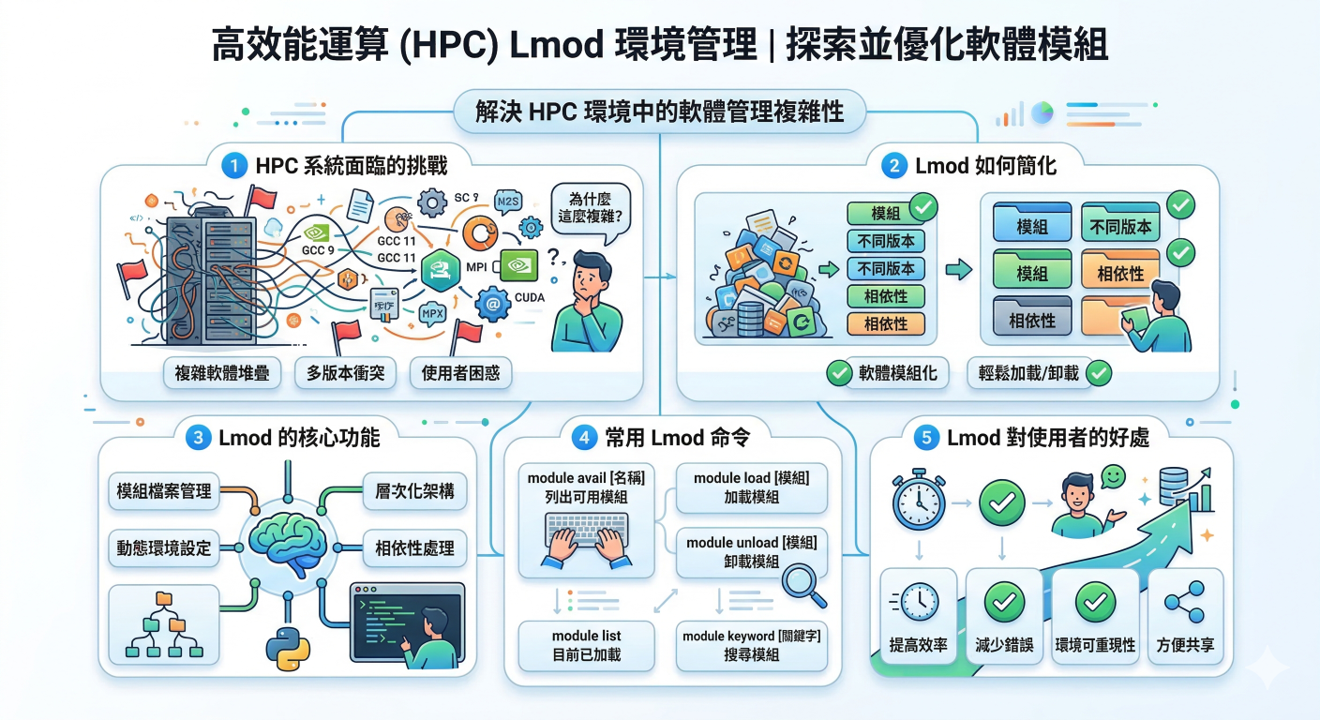 高效能運算 (HPC) Lmod 環境管理 | 探索並優化軟體模組
解決 HPC 環境中的軟體管理複雜性
1 HPC 系統面臨的挑戰
</>
GCC 9
GCC 11
GCC 11
SC
N2S
MPI
CUDA
MPX
@
為什麼
這麼複雜?
?
複雜軟體堆疊
多版本衝突
使用者困惑
2 Lmod 如何簡化
模組
不同版本
不同版本
相依性
相依性
模組
不同版本
模組
相依性
相依性
軟體模組化
輕鬆加載/卸載
3 Lmod 的核心功能
模組檔案管理
層次化架構
動態環境設定
相依性處理
4 常用 Lmod 命令
module avail [名稱]
列出可用模組
module load [模組]
加載模組
module unload [模組]
卸載模組
module list
目前已加載
module keyword [關鍵字]
搜尋模組
5 Lmod 對使用者的好處
提高效率
減少錯誤
環境可重現性
方便共享